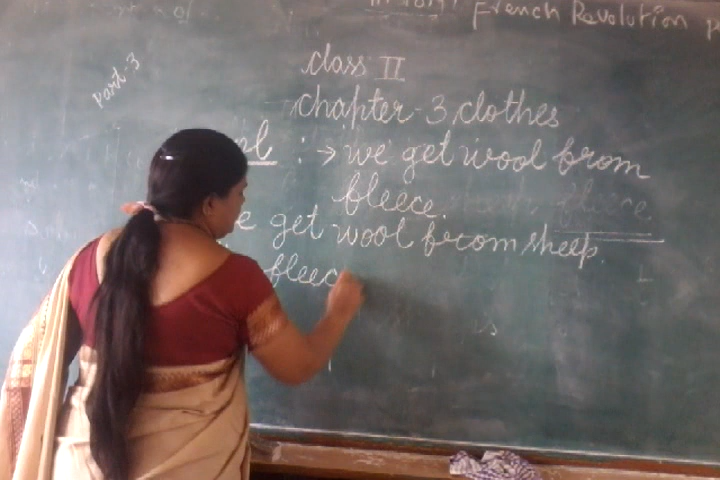 French Revolution
Part-3
class II
chapter-3, clothes
:→ we get wool from
fleece.
get wool from sheep.
fleec